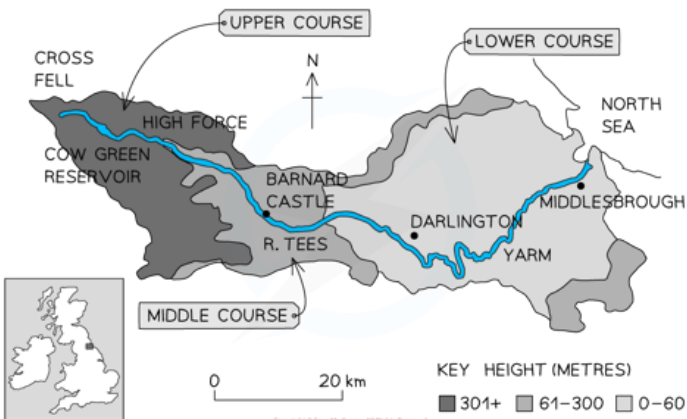 UPPER COURSE
LOWER COURSE
CROSS
FELL
N
NORTH
SEA
HIGH FORCE
COW GREEN
RESERVOIR
BARNARD
CASTLE
MIDDLESBROUGH
DARLINGTON
R. TEES
YARM
MIDDLE COURSE
KEY HEIGHT (METRES)
0 20 km
301+ 61–300 0–60